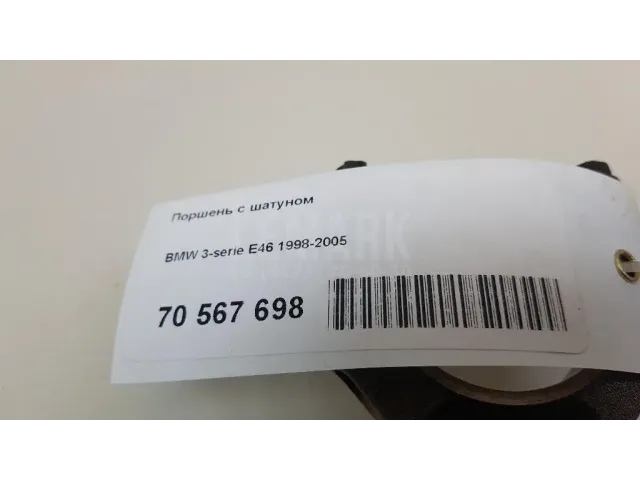 Поршень с шатуном
BMW 3-serie E46 1998-2005
70 567 698